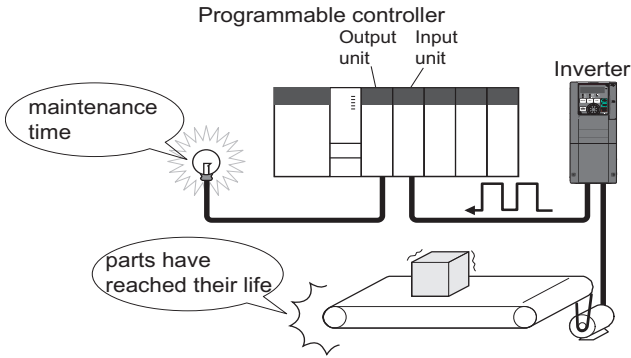 Programmable controller
Output
unit
Input
unit
Inverter
maintenance
time
parts have
reached their life